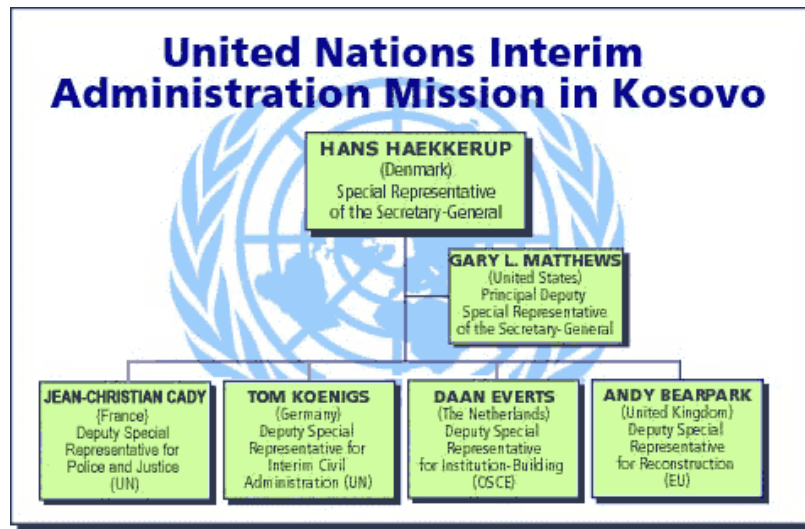 United Nations Interim
Administration Mission in Kosovo
HANS HAEKKERUP
(Denmark)
Special Representative
of the Secretary-General
GARY L. MATTHEWS
(United States)
Principal Deputy
Special Representative
of the Secretary-General
JEAN-CHRISTIAN CADY
{France}
Deputy Special
Representative for
Police and Justice
(UN)
TOM KOENIGS
(Germany)
Deputy Special
Representative for
Interim Civil
Administration (UN)
DAAN EVERTS
(The Netherlands)
Deputy Special
Representative
for Institution-Building
(OSCE)
ANDY BEARPARK
(United Kingdom)
Deputy Special
Representative
for Reconstruction
(EU)